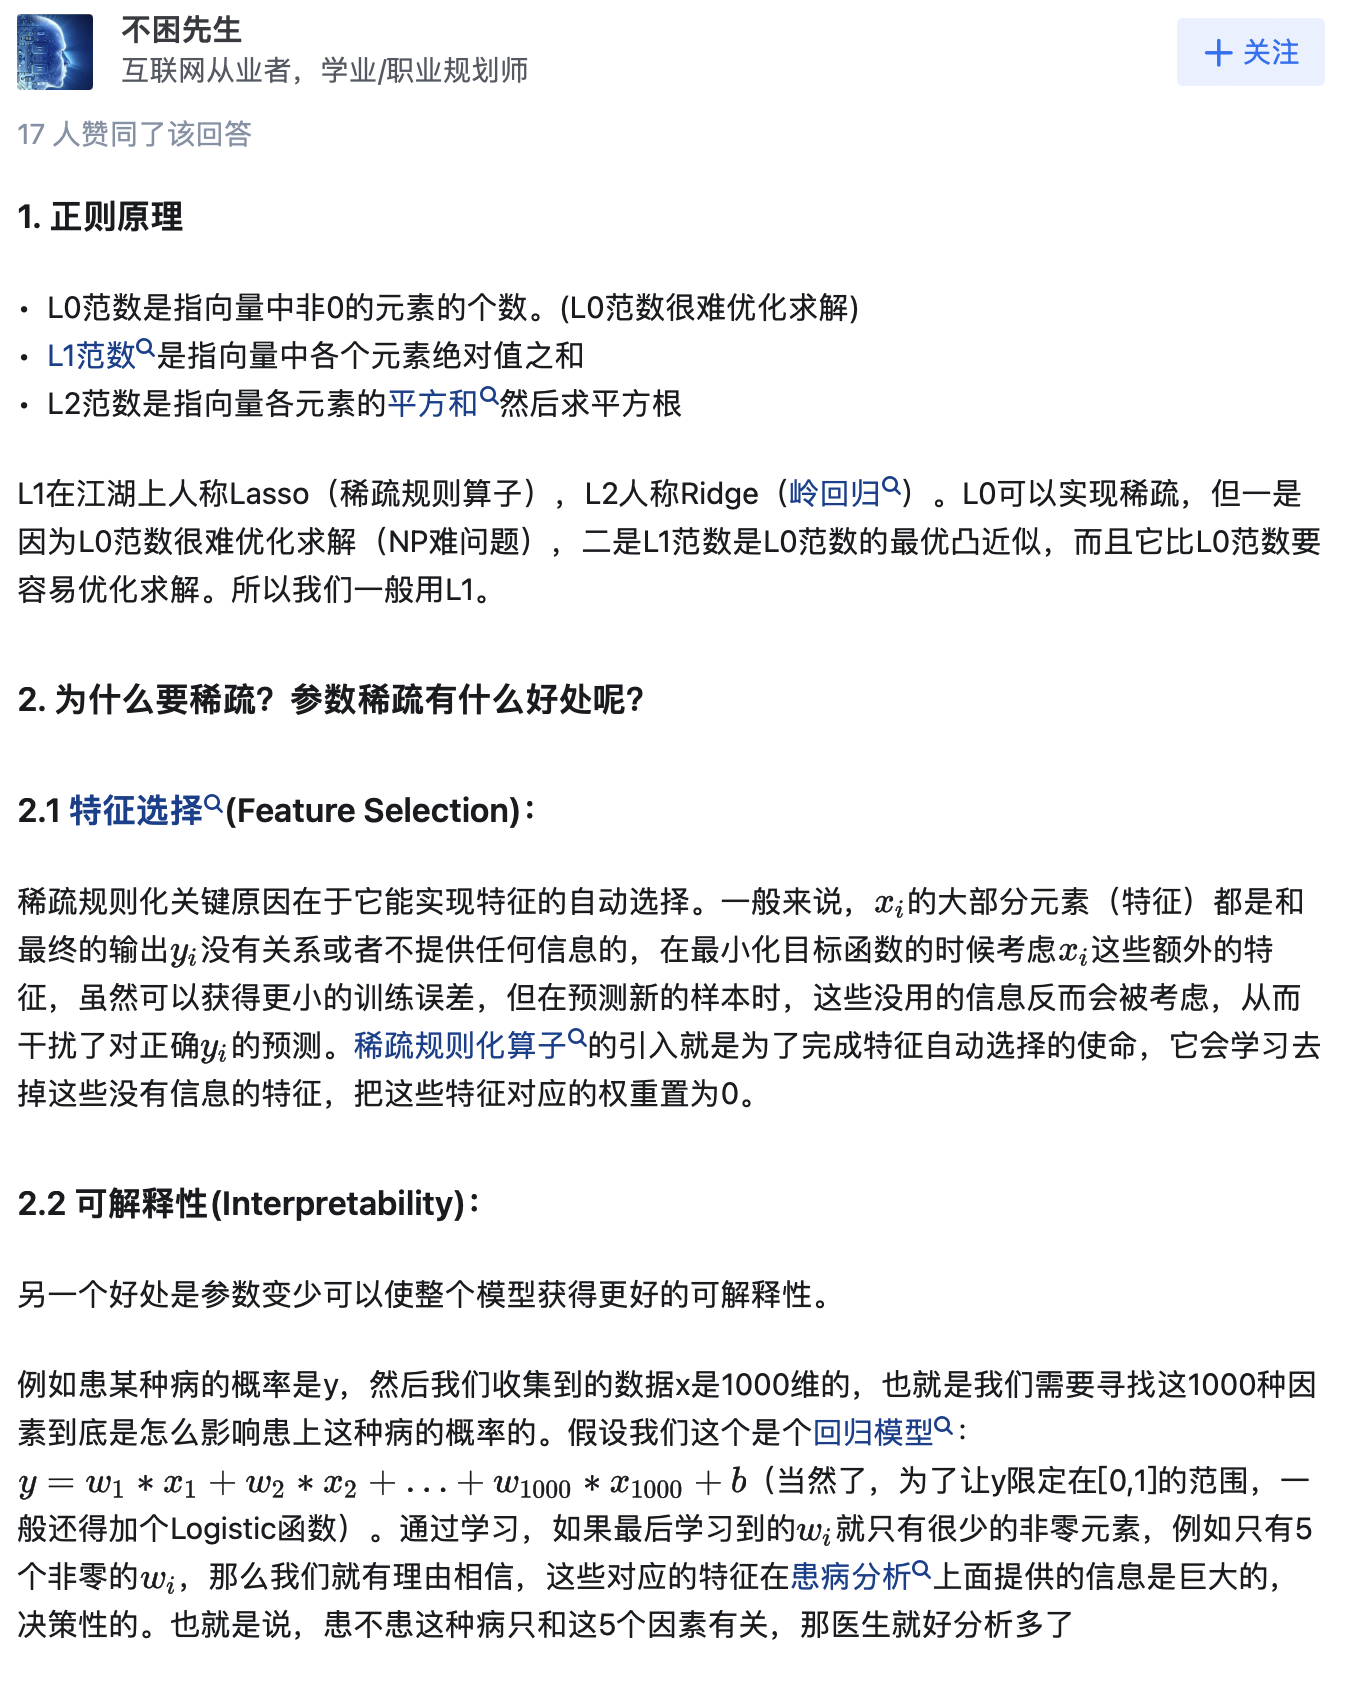 不困先生
互联网从业者，学业/职业规划师
＋ 关注
17 人赞同了该回答
1. 正则原理
• L0范数是指向量中非0的元素的个数。(L0范数很难优化求解)
• L1范数是指向量中各个元素绝对值之和
• L2范数是指向量各元素的平方和然后求平方根
L1在江湖上人称Lasso（稀疏规则算子），L2人称Ridge（岭回归）。L0可以实现稀疏，但一是
因为L0范数很难优化求解（NP难问题），二是L1范数是L0范数的最优凸近似，而且它比L0范数要
容易优化求解。所以我们一般用L1。
2. 为什么要稀疏？参数稀疏有什么好处呢？
2.1 特征选择(Feature Selection)：
稀疏规则化关键原因在于它能实现特征的自动选择。一般来说，x_i的大部分元素（特征）都是和
最终的输出y_i没有关系或者不提供任何信息的，在最小化目标函数的时候考虑x_i这些额外的特
征，虽然可以获得更小的训练误差，但在预测新的样本时，这些没用的信息反而会被考虑，从而
干扰了对正确y_i的预测。稀疏规则化算子的引入就是为了完成特征自动选择的使命，它会学习去
掉这些没有信息的特征，把这些特征对应的权重置为0。
2.2 可解释性(Interpretability)：
另一个好处是参数变少可以使整个模型获得更好的可解释性。
例如患某种病的概率是y，然后我们收集到的数据x是1000维的，也就是我们需要寻找这1000种因
素到底是怎么影响患上这种病的概率的。假设我们这个是个回归模型：
y = w_1 * x_1 + w_2 * x_2 + … + w_1000 * x_1000 + b（当然了，为了让y限定在[0,1]的范围，一
般还得加个Logistic函数）。通过学习，如果最后学习到的w_i就只有很少的非零元素，例如只有5
个非零的w_i，那么我们就有理由相信，这些对应的特征在患病分析上面提供的信息是巨大的，
决策性的。也就是说，患不患这种病只和这5个因素有关，那医生就好分析多了